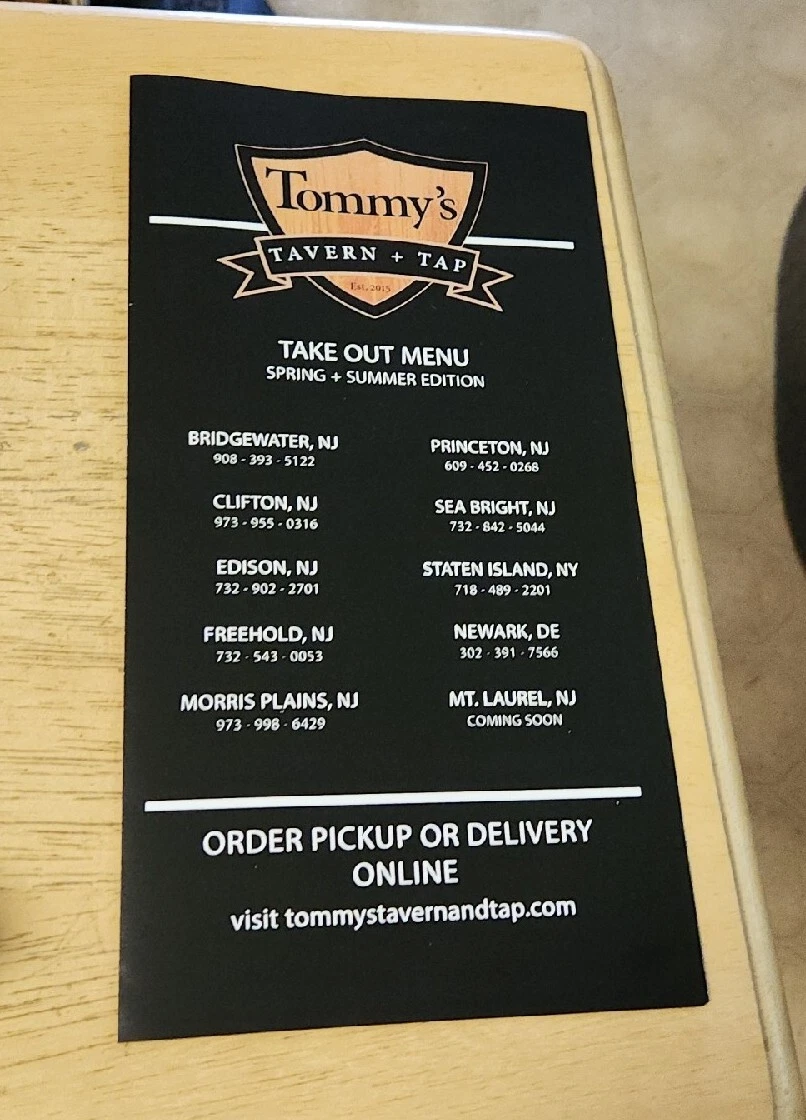 Tommy's
TAVERN + TAP
Est. 2015
TAKE OUT MENU
SPRING + SUMMER EDITION
BRIDGEWATER, NJ
908 - 393 - 5122
CLIFTON, NJ
973 - 955 - 0316
EDISON, NJ
732 - 902 - 2701
FREEHOLD, NJ
732 - 543 - 0053
MORRIS PLAINS, NJ
973 - 998 - 6429
PRINCETON, NJ
609 - 452 - 0268
SEA BRIGHT, NJ
732 - 842 - 5044
STATEN ISLAND, NY
718 - 489 - 2201
NEWARK, DE
302 - 391 - 7566
MT. LAUREL, NJ
COMING SOON
ORDER PICKUP OR DELIVERY
ONLINE
visit tommystavernandtap.com